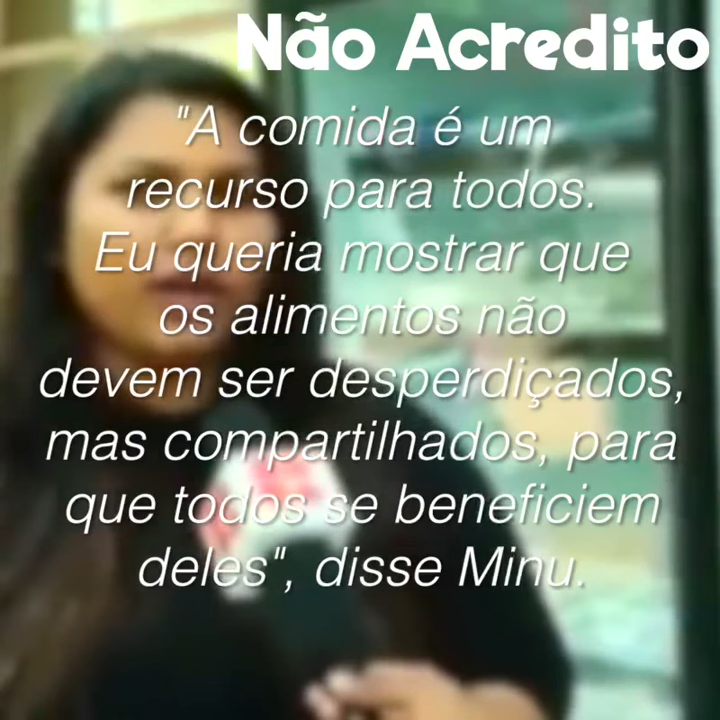 Não Acredito
"A comida é um
recurso para todos.
Eu queria mostrar que
os alimentos não
devem ser desperdiçados,
mas compartilhados, para
que todos se beneficiem
deles", disse Minu.